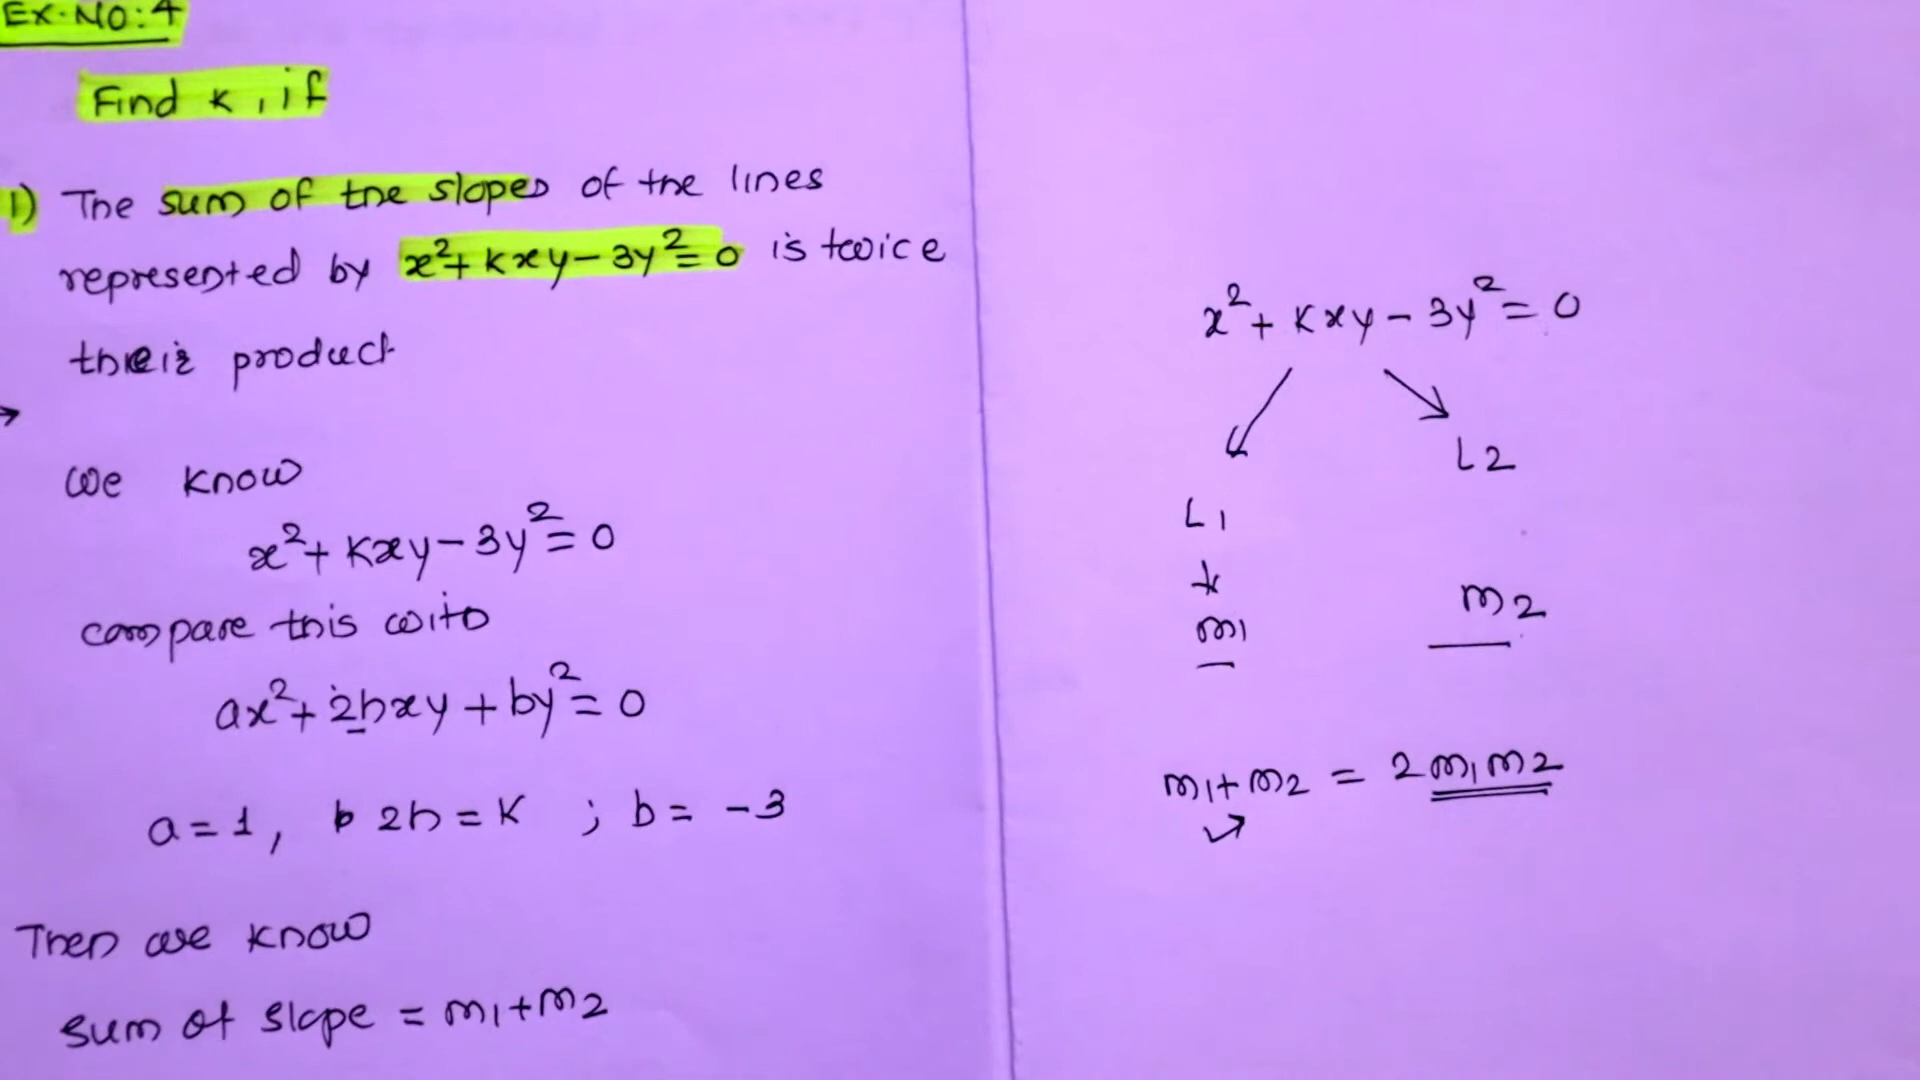 EX.NO:4
Find K, if
1) The sum of the slopes of the lines
represented by x²+kxy-3y²=0 is twice
their product
→
we know
x²+kxy-3y²=0
compare this with
ax²+2hxy+by²=0
a=1, 2h=K ; b=-3
Then we know
sum of slope = m1+m2
x²+kxy-3y²=0
L1
L2
m1
m2
m1+m2 = 2m1m2